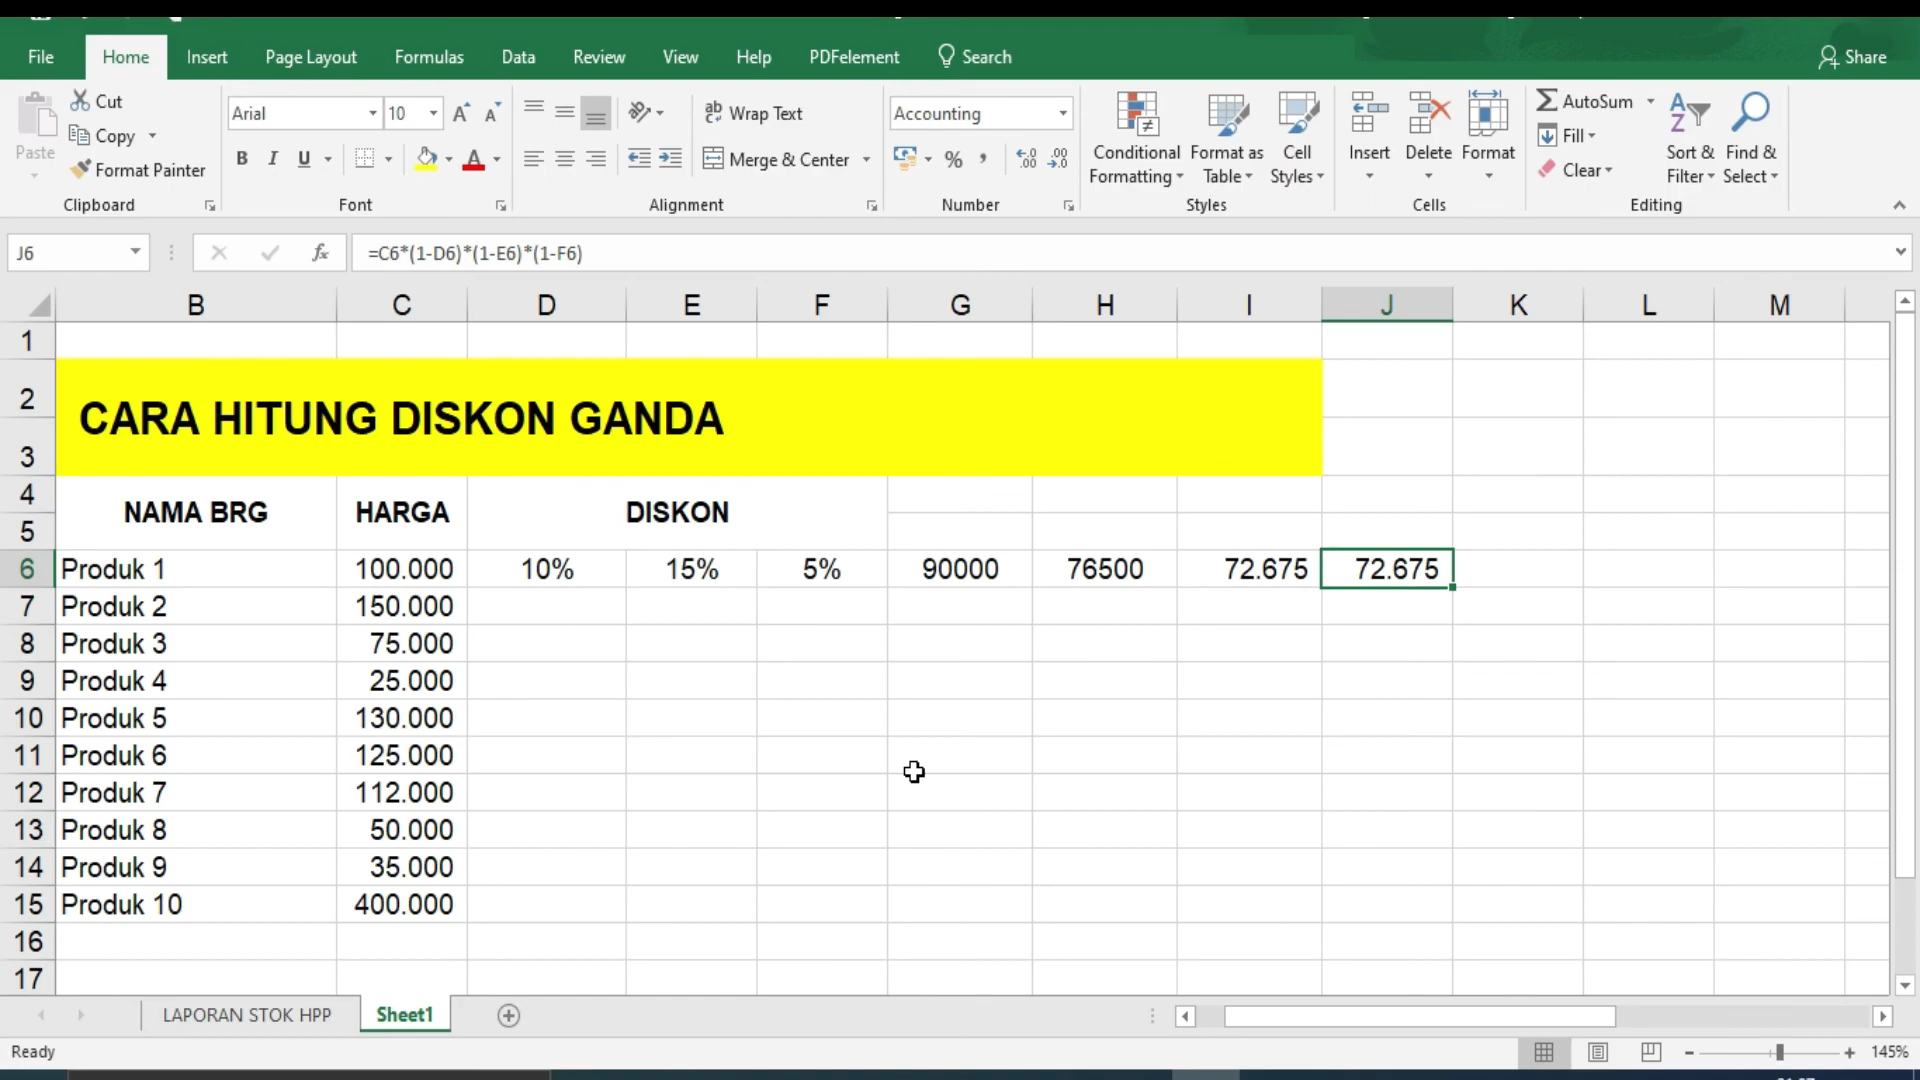 File Home Insert Page Layout Formulas Data Review View Help PDFelement Search Share
Paste Cut
Copy
Format Painter
Clipboard
Arial 10
B I U A
Font
Wrap Text
Merge & Center
Alignment
Accounting
% , .00 .00
Number
Conditional Formatting
Format as Table
Cell Styles
Styles
Insert Delete Format
Cells
AutoSum
Fill
Clear
Sort & Filter
Find & Select
Editing
J6 fx =C6*(1-D6)*(1-E6)*(1-F6)
B C D E F G H I J K L M
1
2
3
CARA HITUNG DISKON GANDA
4
5
NAMA BRG HARGA DISKON
6 Produk 1 100.000 10% 15% 5% 90000 76500 72.675 72.675
7 Produk 2 150.000
8 Produk 3 75.000
9 Produk 4 25.000
10 Produk 5 130.000
11 Produk 6 125.000
12 Produk 7 112.000
13 Produk 8 50.000
14 Produk 9 35.000
15 Produk 10 400.000
16
17
LAPORAN STOK HPP Sheet1
Ready 145%